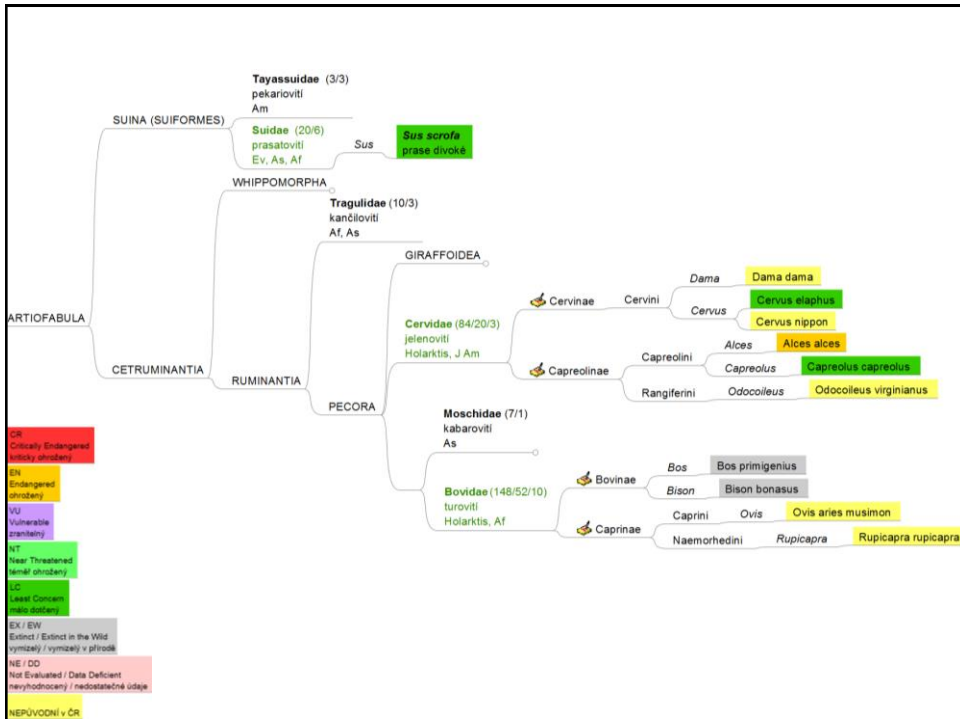 Tayassuidae (3/3)
pekariovití
Am
SUINA (SUIFORMES)
Suidae (20/6)
prasatovití
Ev, As, Af
Sus
Sus scrofa
prase divoké
WHIPPOMORPHA
Tragulidae (10/3)
kančilovití
Af, As
GIRAFFOIDEA
Dama
Dama dama
Cervinae
Cervini
Cervus
Cervus elaphus
Cervus nippon
ARTIOFABULA
Cervidae (84/20/3)
jelenovití
Holarktis, J Am
Alces
Alces alces
Capreolinae
Capreolini
Capreolus
Capreolus capreolus
CETRUMINANTIA
RUMINANTIA
Rangiferini
Odocoileus
Odocoileus virginianus
PECORA
Moschidae (7/1)
kabarovití
As
Bos
Bos primigenius
Bovinae
Bison
Bison bonasus
Bovidae (148/52/10)
turovití
Holarktis, Af
Caprini
Ovis
Ovis aries musimon
Caprinae
Naemorhedini
Rupicapra
Rupicapra rupicapra
CR
Critically Endangered
kriticky ohrožený
EN
Endangered
ohrožený
VU
Vulnerable
zranitelný
NT
Near Threatened
téměř ohrožený
LC
Least Concern
málo dotčený
EX / EW
Extinct / Extinct in the Wild
vymizelý / vymizelý v přírodě
NE / DD
Not Evaluated / Data Deficient
nevyhodnocený / nedostatečné údaje
NEPŮVODNÍ v ČR